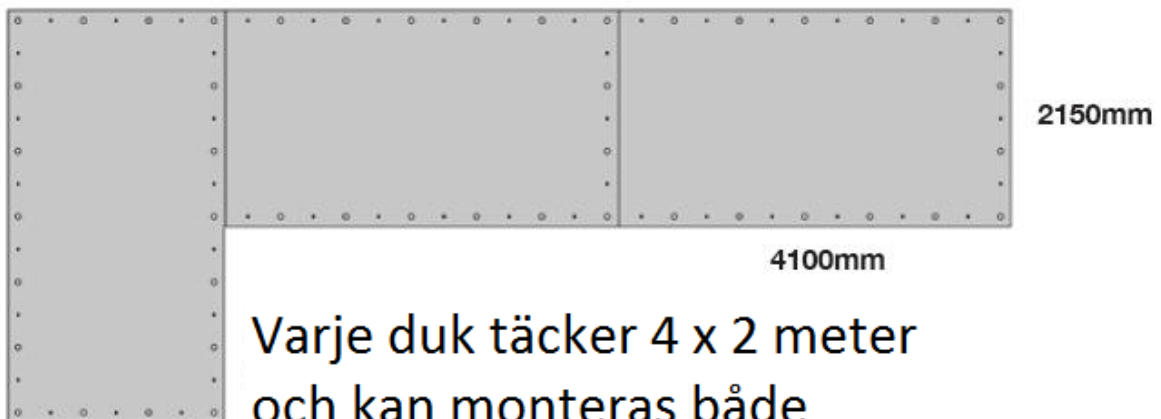 2150mm
4100mm
Varje duk täcker 4 x 2 meter
och kan monteras både